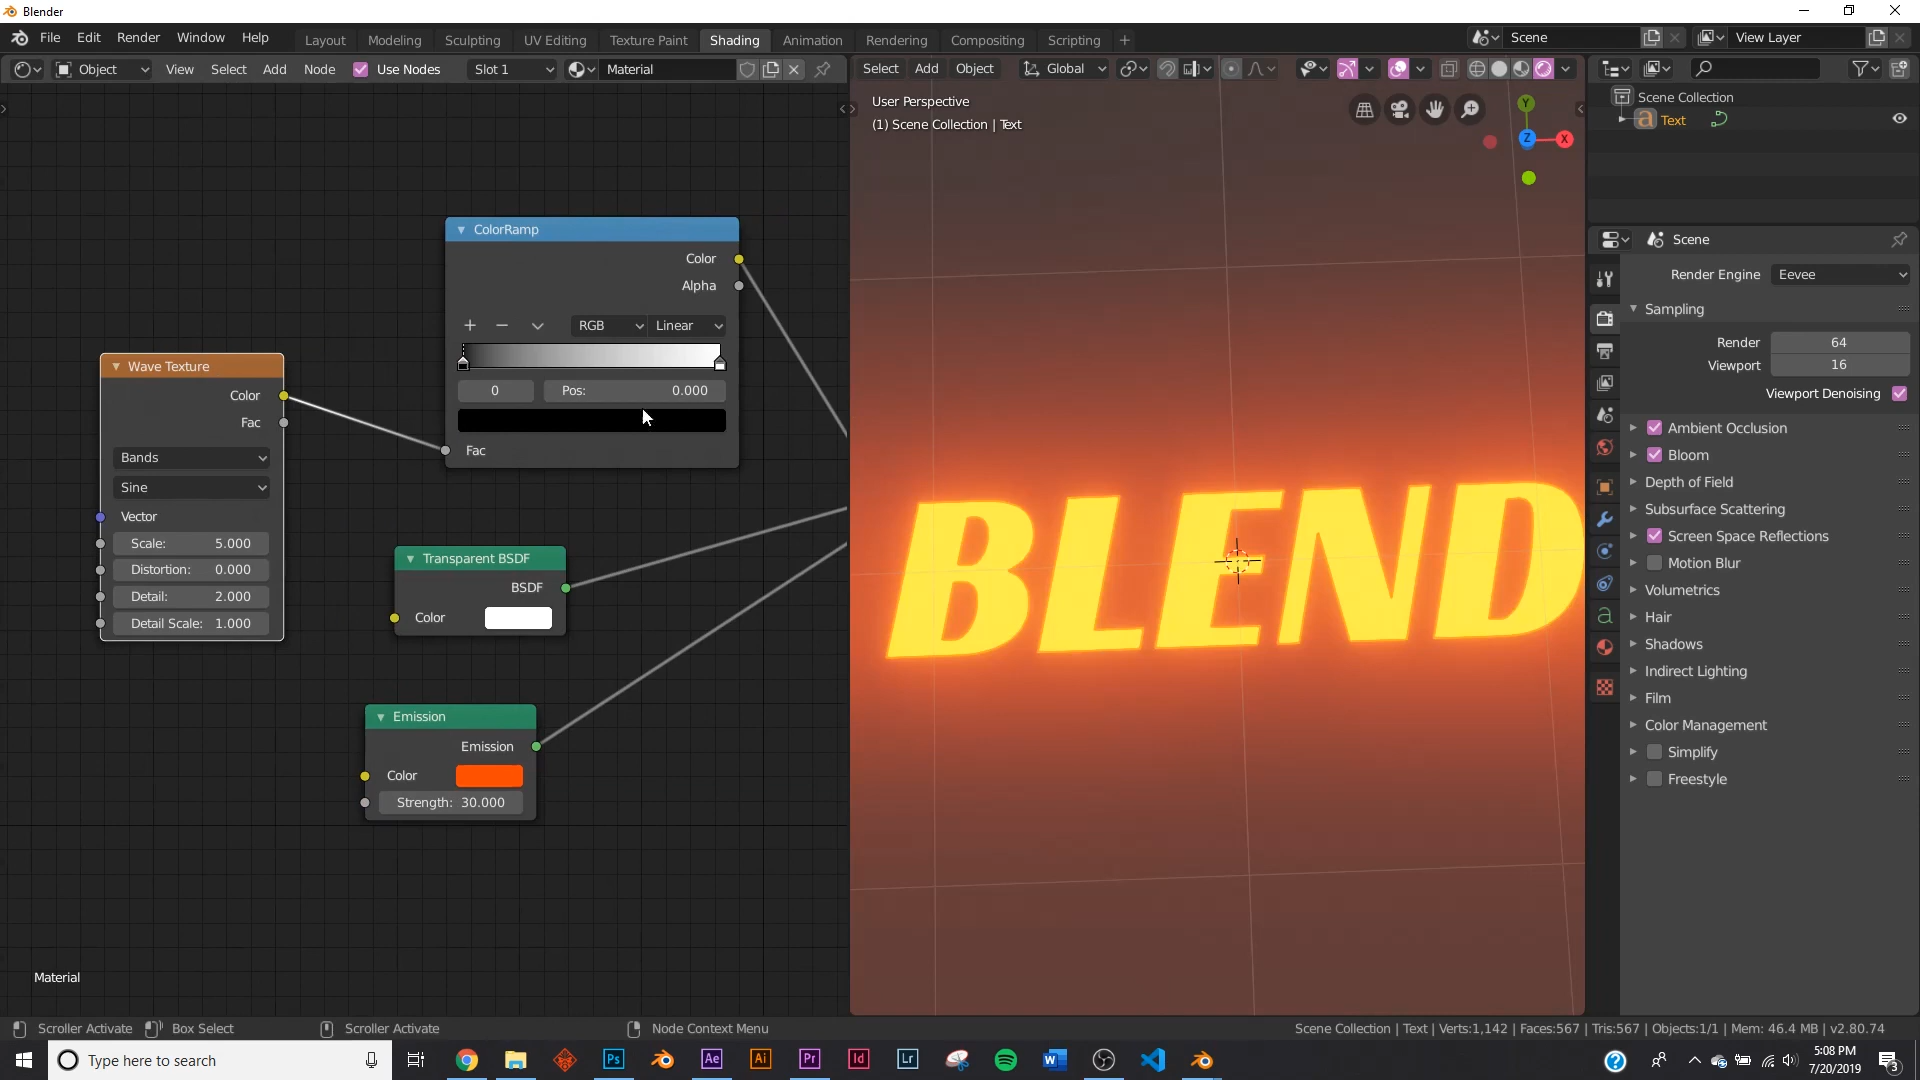 Blender
File Edit Render Window Help Layout Modeling Sculpting UV Editing Texture Paint Shading Animation Rendering Compositing Scripting + Scene View Layer
Object View Select Add Node Use Nodes Slot 1 Material Select Add Object Global
User Perspective
(1) Scene Collection | Text
Y
Z
X
Scene Collection
Text
Scene
Render Engine Eevee
Sampling
Render 64
Viewport 16
Viewport Denoising
Ambient Occlusion
Bloom
Depth of Field
Subsurface Scattering
Screen Space Reflections
Motion Blur
Volumetrics
Hair
Shadows
Indirect Lighting
Film
Color Management
Simplify
Freestyle
ColorRamp
Color
Alpha
RGB Linear
0 Pos: 0.000
Fac
Wave Texture
Color
Fac
Bands
Sine
Vector
Scale: 5.000
Distortion: 0.000
Detail: 2.000
Detail Scale: 1.000
Transparent BSDF
BSDF
Color
Emission
Emission
Color
Strength: 30.000
BLEND
Material
Scroller Activate Box Select Scroller Activate Node Context Menu Scene Collection | Text | Verts:1,142 | Faces:567 | Tris:567 | Objects:1/1 | Mem: 46.4 MB | v2.80.74
Type here to search Ps Ae Ai Pr Id Lr 5:08 PM
7/20/2019
3